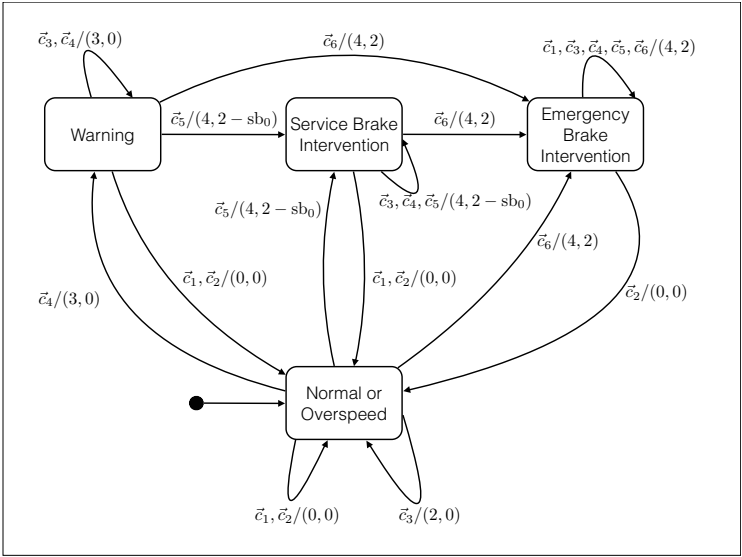 c⃗₃, c⃗₄/(3, 0)
c⃗₆/(4, 2)
c⃗₁, c⃗₃, c⃗₄, c⃗₅, c⃗₆/(4, 2)
Warning
c⃗₅/(4, 2 − sb₀)
Service Brake
Intervention
c⃗₆/(4, 2)
Emergency
Brake
Intervention
c⃗₅/(4, 2 − sb₀)
c⃗₃, c⃗₄, c⃗₅/(4, 2 − sb₀)
c⃗₆/(4, 2)
c⃗₄/(3, 0)
c⃗₁, c⃗₂/(0, 0)
c⃗₁, c⃗₂/(0, 0)
c⃗₂/(0, 0)
Normal or
Overspeed
c⃗₁, c⃗₂/(0, 0)
c⃗₃/(2, 0)